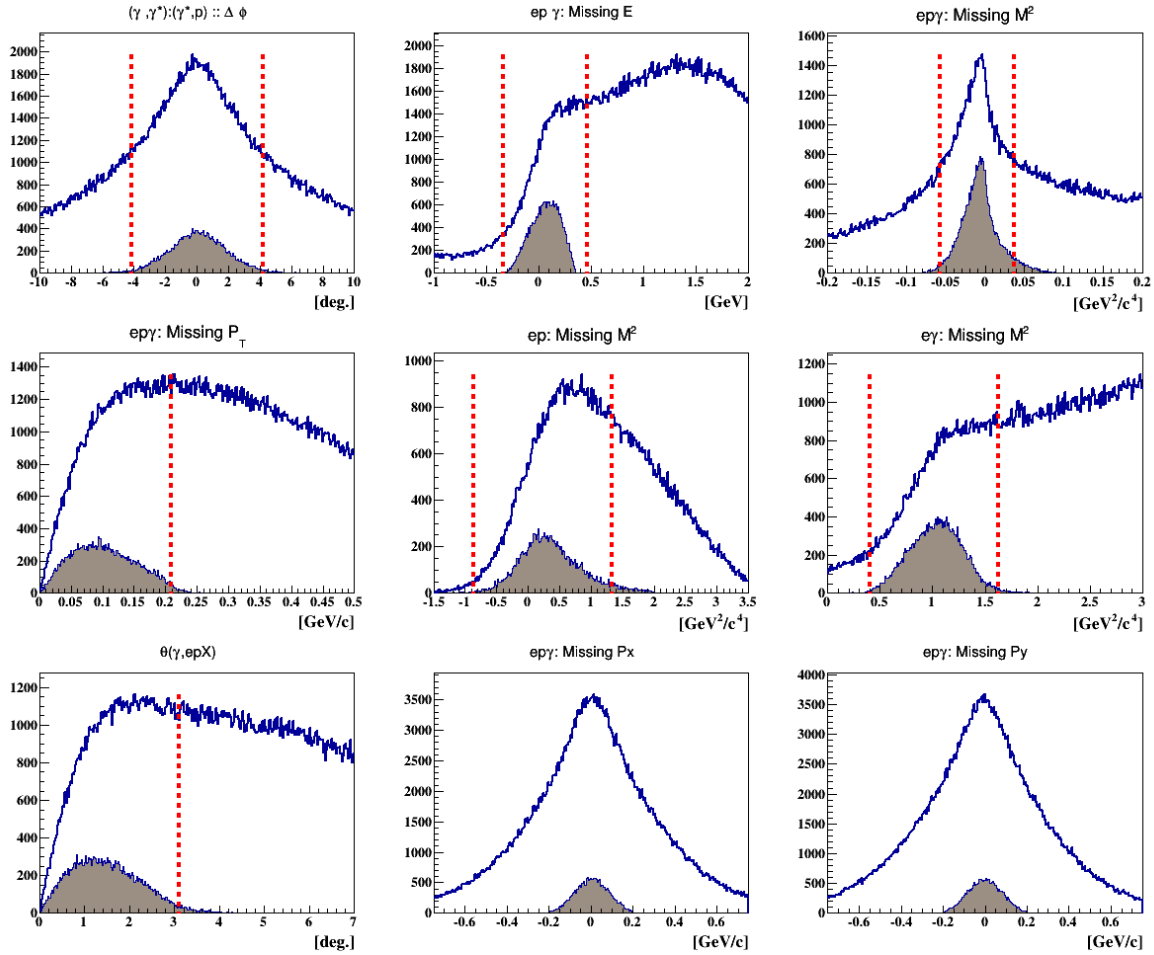 (γ ,γ*):(γ*,p) :: Δ ϕ
2000
1800
1600
1400
1200
1000
800
600
400
200
0
-10 -8 -6 -4 -2 0 2 4 6 8 10
[deg.]
ep γ: Missing E
2000
1800
1600
1400
1200
1000
800
600
400
200
0
-1 -0.5 0 0.5 1 1.5 2
[GeV]
epγ: Missing M²
1600
1400
1200
1000
800
600
400
200
0
-0.2 -0.15 -0.1 -0.05 0 0.05 0.1 0.15 0.2
[GeV²/c⁴]
epγ: Missing P_T
1400
1200
1000
800
600
400
200
0
0 0.05 0.1 0.15 0.2 0.25 0.3 0.35 0.4 0.45 0.5
[GeV/c]
ep: Missing M²
1000
800
600
400
200
0
-1.5 -1 -0.5 0 0.5 1 1.5 2 2.5 3 3.5
[GeV²/c⁴]
eγ: Missing M²
1200
1000
800
600
400
200
0
0 0.5 1 1.5 2 2.5 3
[GeV²/c⁴]
θ(γ,epX)
1200
1000
800
600
400
200
0
0 1 2 3 4 5 6 7
[deg.]
epγ: Missing Px
3500
3000
2500
2000
1500
1000
500
0
-0.6 -0.4 -0.2 0 0.2 0.4 0.6
[GeV/c]
epγ: Missing Py
4000
3500
3000
2500
2000
1500
1000
500
0
-0.6 -0.4 -0.2 0 0.2 0.4 0.6
[GeV/c]